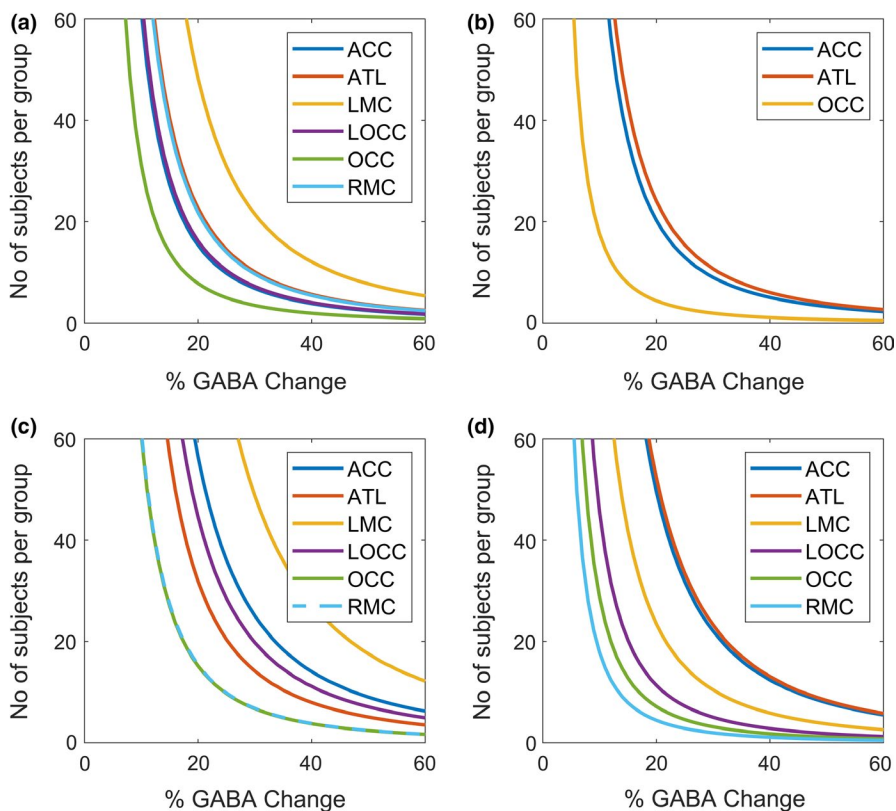 (a)
No of subjects per group
60
40
20
0
0 20 40 60
% GABA Change
ACC
ATL
LMC
LOCC
OCC
RMC
(b)
No of subjects per group
60
40
20
0
0 20 40 60
% GABA Change
ACC
ATL
OCC
(c)
No of subjects per group
60
40
20
0
0 20 40 60
% GABA Change
ACC
ATL
LMC
LOCC
OCC
RMC
(d)
No of subjects per group
60
40
20
0
0 20 40 60
% GABA Change
ACC
ATL
LMC
LOCC
OCC
RMC